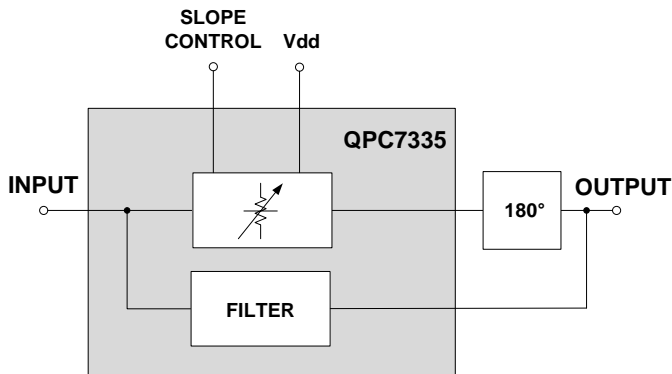 SLOPE
CONTROL Vdd
QPC7335
INPUT
180°
OUTPUT
FILTER